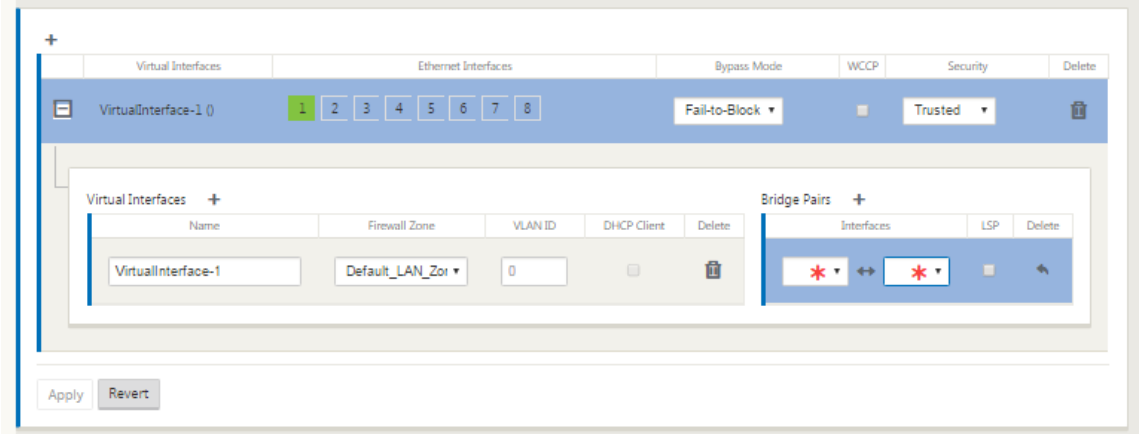 +
Virtual Interfaces Ethernet Interfaces Bypass Mode WCCP Security Delete
VirtualInterface-1 () 1 2 3 4 5 6 7 8 Fail-to-Block Trusted
Virtual Interfaces + Bridge Pairs +
Name Firewall Zone VLAN ID DHCP Client Delete Interfaces LSP Delete
VirtualInterface-1 Default_LAN_Zor 0 * *
Apply Revert